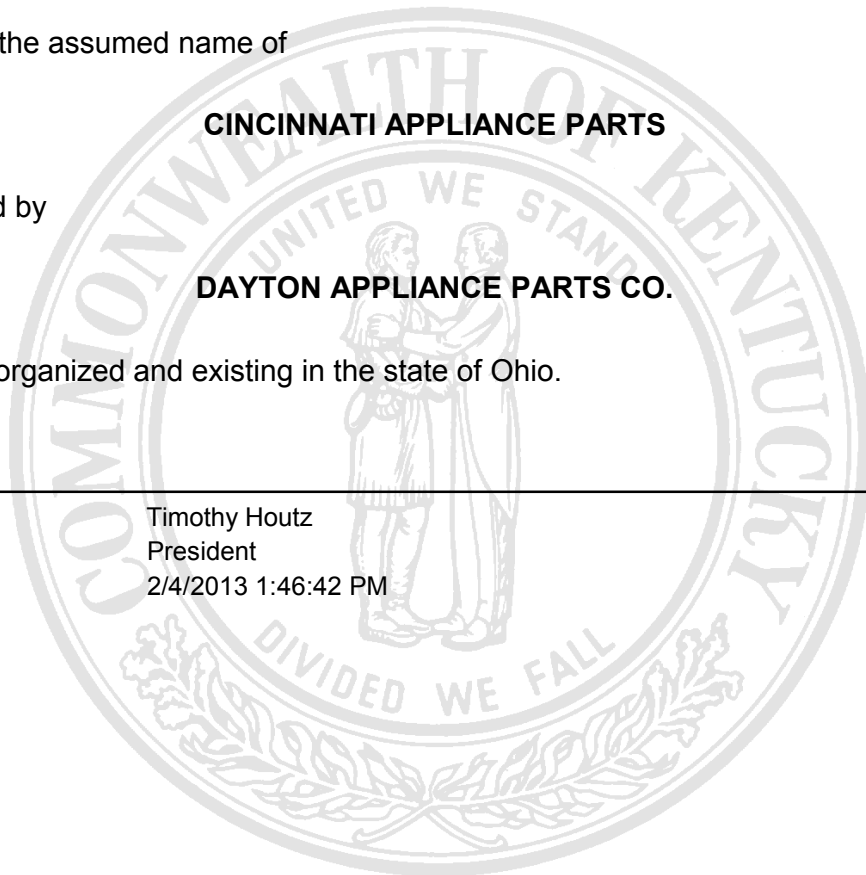 the assumed name of
CINCINNATI APPLIANCE PARTS
d by
DAYTON APPLIANCE PARTS CO.
organized and existing in the state of Ohio.
Timothy Houtz
President
2/4/2013 1:46:42 PM
COMMONWEALTH OF KENTUCKY
UNITED WE STAND
DIVIDED WE FALL